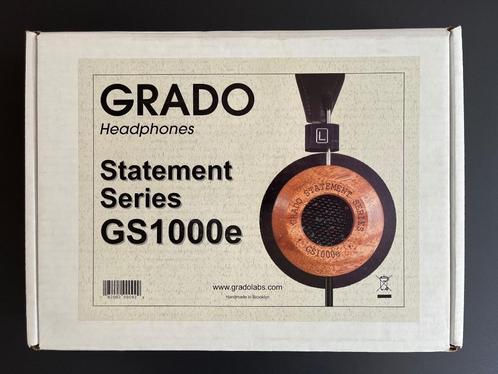 GRADO
Headphones
Statement
Series
GS1000e
L
GRADO STATEMENT SERIES
GS1000e
www.gradolabs.com
Handmade in Brooklyn